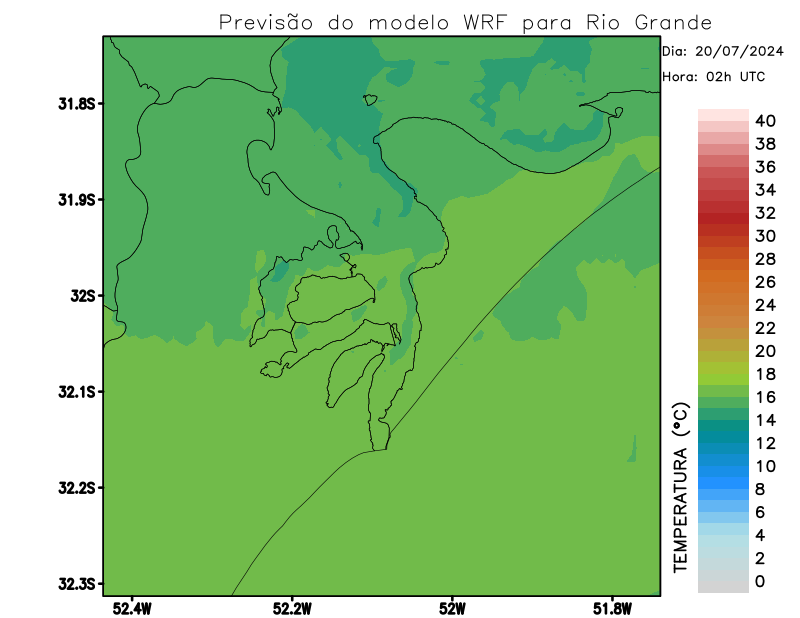 Previsão do modelo WRF para Rio Grande
Dia: 20/07/2024
Hora: 02h UTC
31.8S
31.9S
32S
32.1S
32.2S
32.3S
52.4W
52.2W
52W
51.8W
TEMPERATURA (°C)
40
38
36
34
32
30
28
26
24
22
20
18
16
14
12
10
8
6
4
2
0